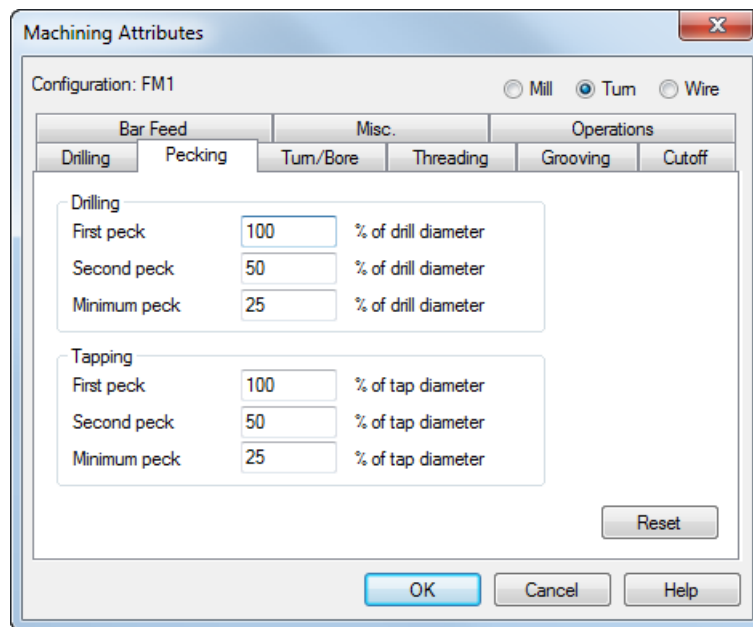 Machining Attributes
Configuration: FM1
Mill Turn Wire
Bar Feed Misc. Operations
Drilling Pecking Turn/Bore Threading Grooving Cutoff
Drilling
First peck 100 % of drill diameter
Second peck 50 % of drill diameter
Minimum peck 25 % of drill diameter
Tapping
First peck 100 % of tap diameter
Second peck 50 % of tap diameter
Minimum peck 25 % of tap diameter
Reset
OK Cancel Help